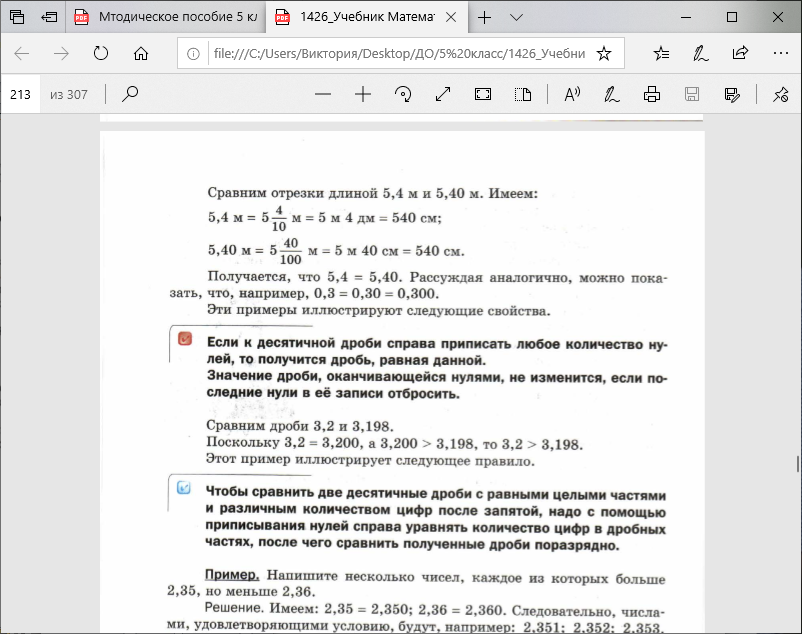 Мтодическое пособие 5 кл
1426_Учебник Математ
file:///C:/Users/Виктория/Desktop/ДО/5%20класс/1426_Учебни
213 из 307
Сравним отрезки длиной 5,4 м и 5,40 м. Имеем:
5,4 м = 5 4/10 м = 5 м 4 дм = 540 см;
5,40 м = 5 40/100 м = 5 м 40 см = 540 см.
Получается, что 5,4 = 5,40. Рассуждая аналогично, можно пока-
зать, что, например, 0,3 = 0,30 = 0,300.
Эти примеры иллюстрируют следующие свойства.
Если к десятичной дроби справа приписать любое количество ну-
лей, то получится дробь, равная данной.
Значение дроби, оканчивающейся нулями, не изменится, если по-
следние нули в её записи отбросить.
Сравним дроби 3,2 и 3,198.
Поскольку 3,2 = 3,200, а 3,200 > 3,198, то 3,2 > 3,198.
Этот пример иллюстрирует следующее правило.
Чтобы сравнить две десятичные дроби с равными целыми частями
и различным количеством цифр после запятой, надо с помощью
приписывания нулей справа уравнять количество цифр в дробных
частях, после чего сравнить полученные дроби поразрядно.
Пример. Напишите несколько чисел, каждое из которых больше
2,35, но меньше 2,36.
Решение. Имеем: 2,35 = 2,350; 2,36 = 2,360. Следовательно, числа-
ми, удовлетворяющими условию, будут, например: 2,351; 2,352; 2,353,